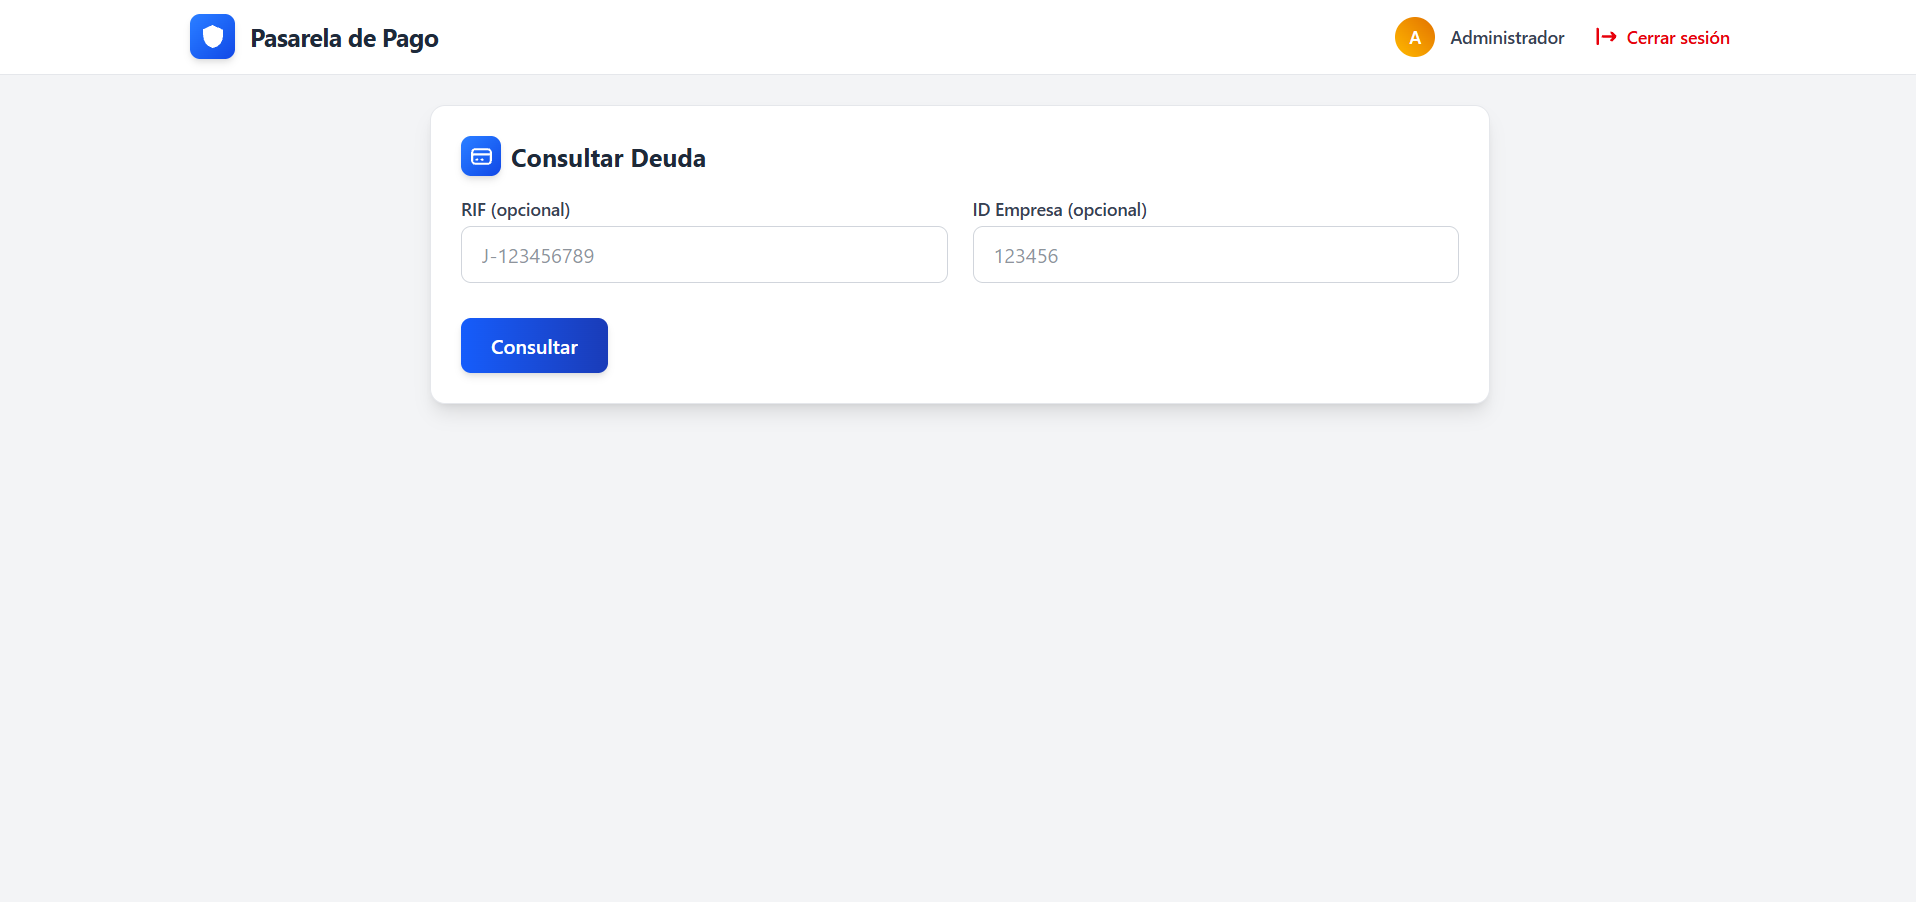 Pasarela de Pago
A Administrador Cerrar sesión
Consultar Deuda
RIF (opcional)
J-123456789
ID Empresa (opcional)
123456
Consultar